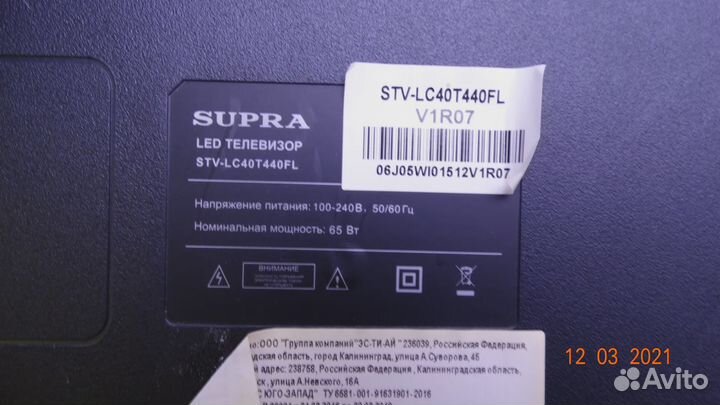 SUPRA
LED ТЕЛЕВИЗОР
STV-LC40T440FL
STV-LC40T440FL
V1R07
06J05WI01512V1R07
Напряжение питания: 100-240В, 50/60Гц
Номинальная мощность: 65 Вт
ВНИМАНИЕ
о:ООО "Группа компаний"ЭС-ТИ-АЙ" 236039, Российская Федерация,
дская область, город Калининград, улица А.Суворова, 45
й адрес: 238758, Российская Федерация, Калининградская область,
ск, улица А.Невского, 16А
С ЮГО-ЗАПАД" ТУ 6581-001-91631901-2016
12 03 2021
Avito